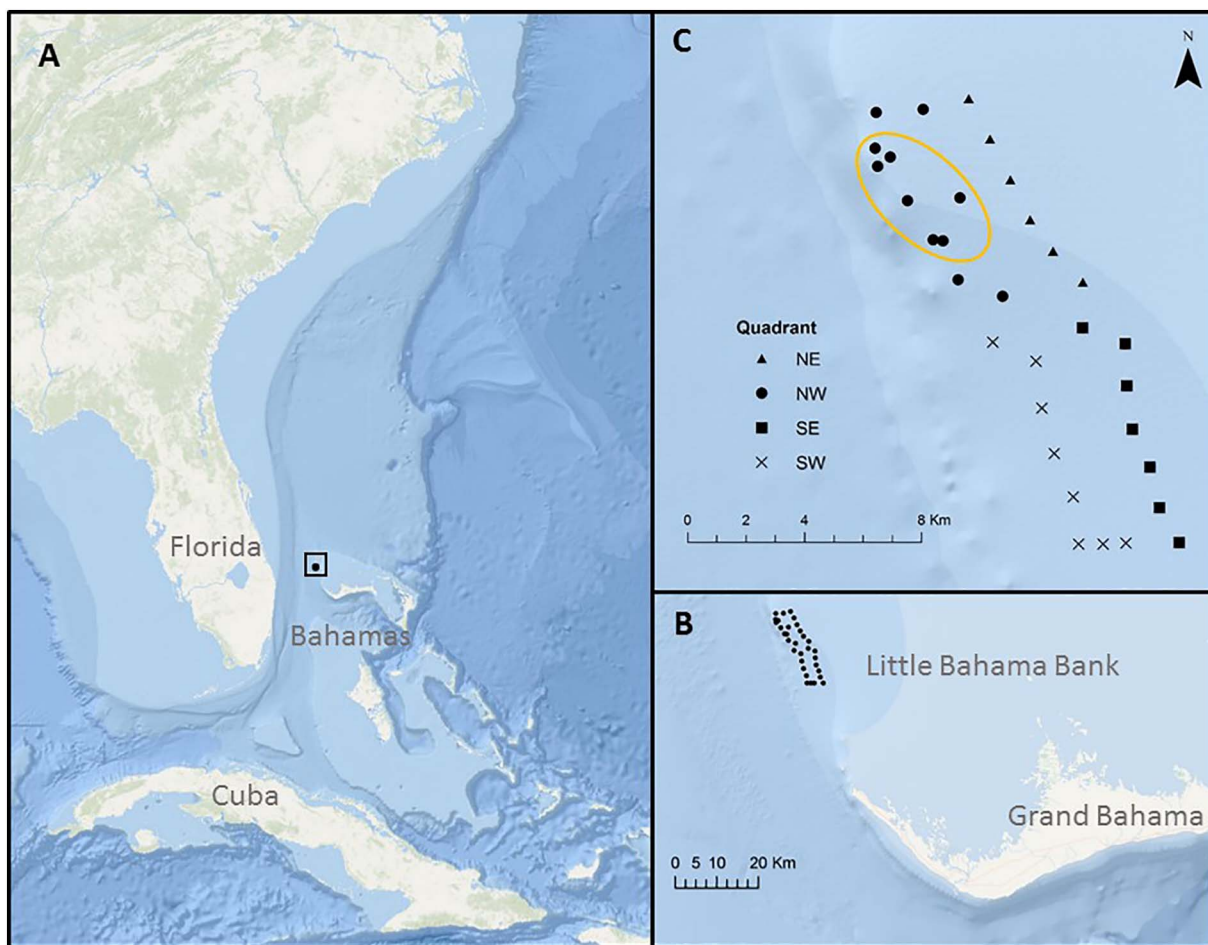 A
Florida
Bahamas
Cuba
C
N
Quadrant
NE
NW
SE
SW
0 2 4 8 Km
B
Little Bahama Bank
Grand Bahama
0 5 10 20 Km